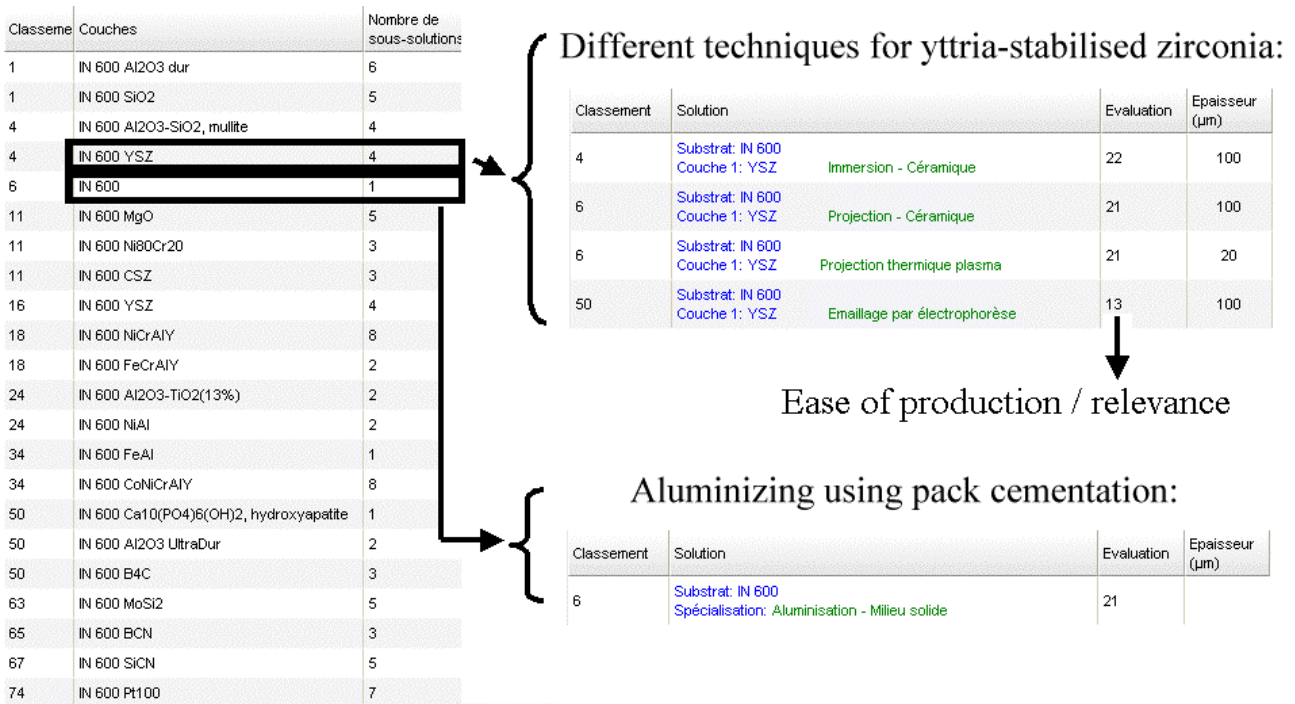 Classeme Couches Nombre de
sous-solutions
1 IN 600 Al2O3 dur 6
1 IN 600 SiO2 5
4 IN 600 Al2O3-SiO2, mullite 4
4 IN 600 YSZ 4
6 IN 600 1
11 IN 600 MgO 5
11 IN 600 Ni80Cr20 3
11 IN 600 CSZ 3
16 IN 600 YSZ 4
18 IN 600 NiCrAlY 8
18 IN 600 FeCrAlY 2
24 IN 600 Al2O3-TiO2(13%) 2
24 IN 600 NiAl 2
34 IN 600 FeAl 1
34 IN 600 CoNiCrAlY 8
50 IN 600 Ca10(PO4)6(OH)2, hydroxyapatite 1
50 IN 600 Al2O3 UltraDur 2
50 IN 600 B4C 3
63 IN 600 MoSi2 5
65 IN 600 BCN 3
67 IN 600 SiCN 5
74 IN 600 Pt100 7
Different techniques for yttria-stabilised zirconia:
Classement Solution Evaluation Epaisseur
(µm)
4 Substrat: IN 600 22 100
Couche 1: YSZ Immersion - Céramique
6 Substrat: IN 600 21 100
Couche 1: YSZ Projection - Céramique
6 Substrat: IN 600 21 20
Couche 1: YSZ Projection thermique plasma
50 Substrat: IN 600 13 100
Couche 1: YSZ Emaillage par électrophorèse
Ease of production / relevance
Aluminizing using pack cementation:
Classement Solution Evaluation Epaisseur
(µm)
6 Substrat: IN 600 21
Spécialisation: Aluminisation - Milieu solide